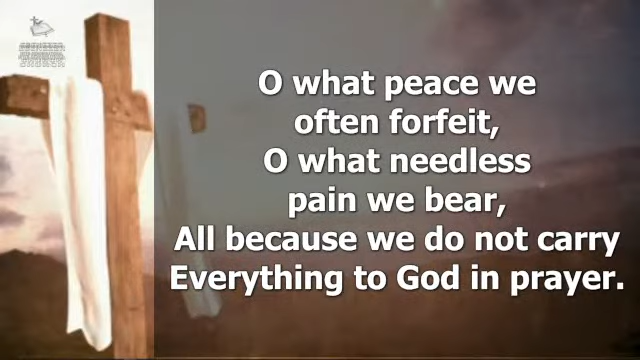 O what peace we
often forfeit,
O what needless
pain we bear,
All because we do not carry
Everything to God in prayer.